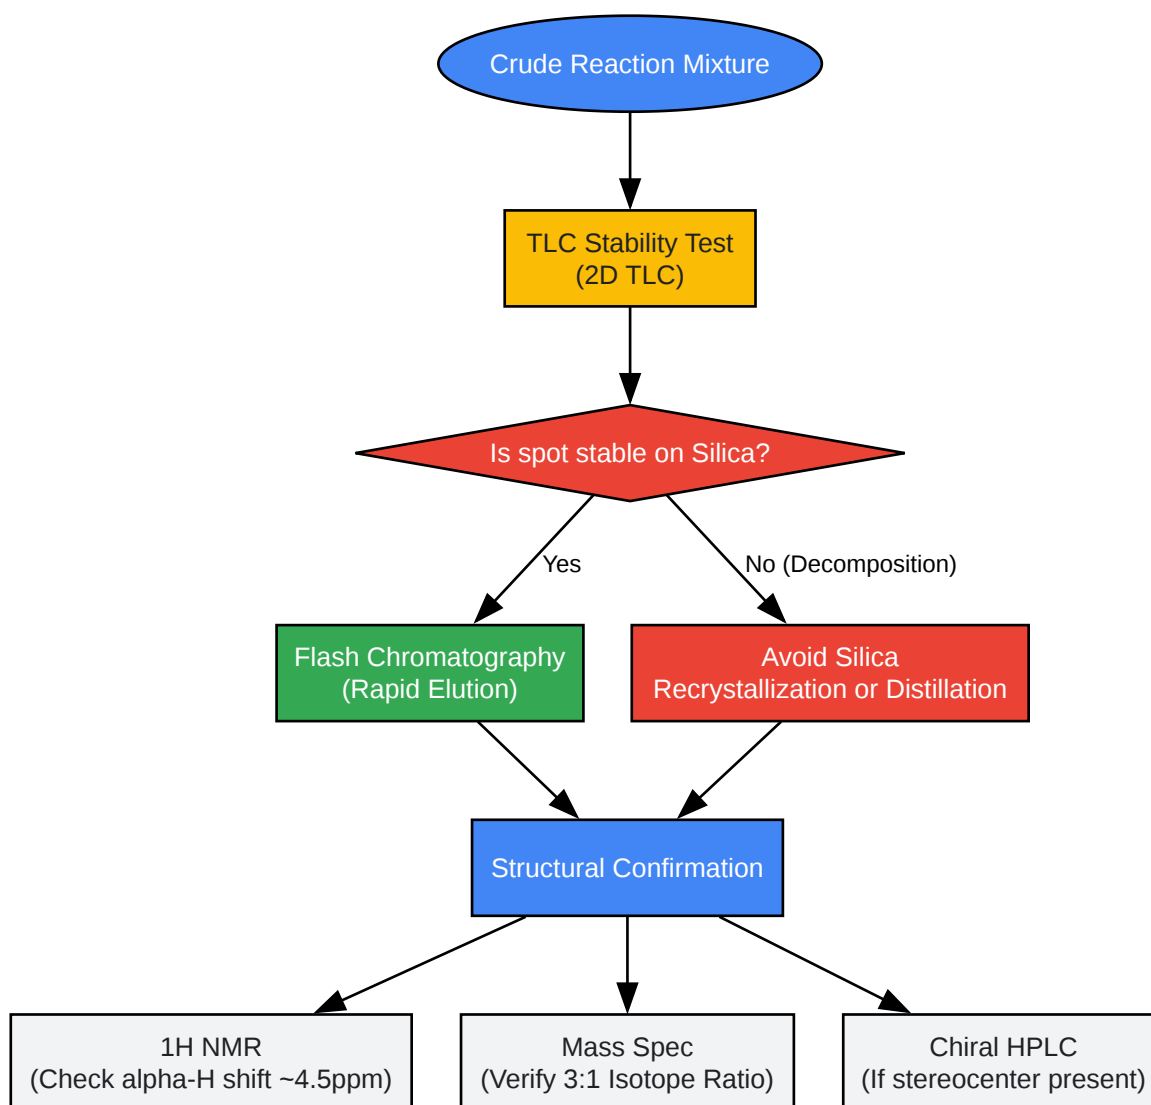 Crude Reaction Mixture
TLC Stability Test
(2D TLC)
Is spot stable on Silica?
Yes
No (Decomposition)
Flash Chromatography
(Rapid Elution)
Avoid Silica
Recrystallization or Distillation
Structural Confirmation
1H NMR
(Check alpha-H shift ~4.5ppm)
Mass Spec
(Verify 3:1 Isotope Ratio)
Chiral HPLC
(If stereocenter present)